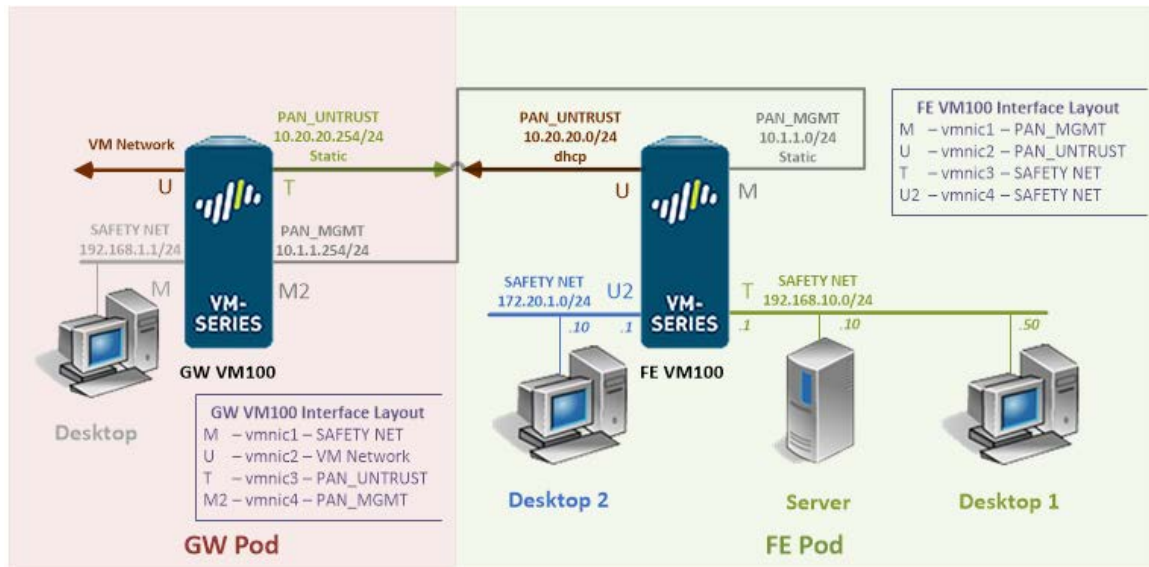 VM Network
U
PAN_UNTRUST
10.20.20.254/24
Static
T
SAFETY NET
192.168.1.1/24
M
PAN_MGMT
10.1.1.254/24
M2
VM-
SERIES
GW VM100
Desktop
GW VM100 Interface Layout
M – vmnic1 – SAFETY NET
U – vmnic2 – VM Network
T – vmnic3 – PAN_UNTRUST
M2 – vmnic4 – PAN_MGMT
GW Pod
PAN_UNTRUST
10.20.20.0/24
dhcp
U
PAN_MGMT
10.1.1.0/24
Static
M
FE VM100 Interface Layout
M – vmnic1 – PAN_MGMT
U – vmnic2 – PAN_UNTRUST
T – vmnic3 – SAFETY NET
U2 – vmnic4 – SAFETY NET
SAFETY NET
172.20.1.0/24
U2
.10
.1
VM-
SERIES
FE VM100
T
SAFETY NET
192.168.10.0/24
.1
.10
.50
Desktop 2
Server
Desktop 1
FE Pod